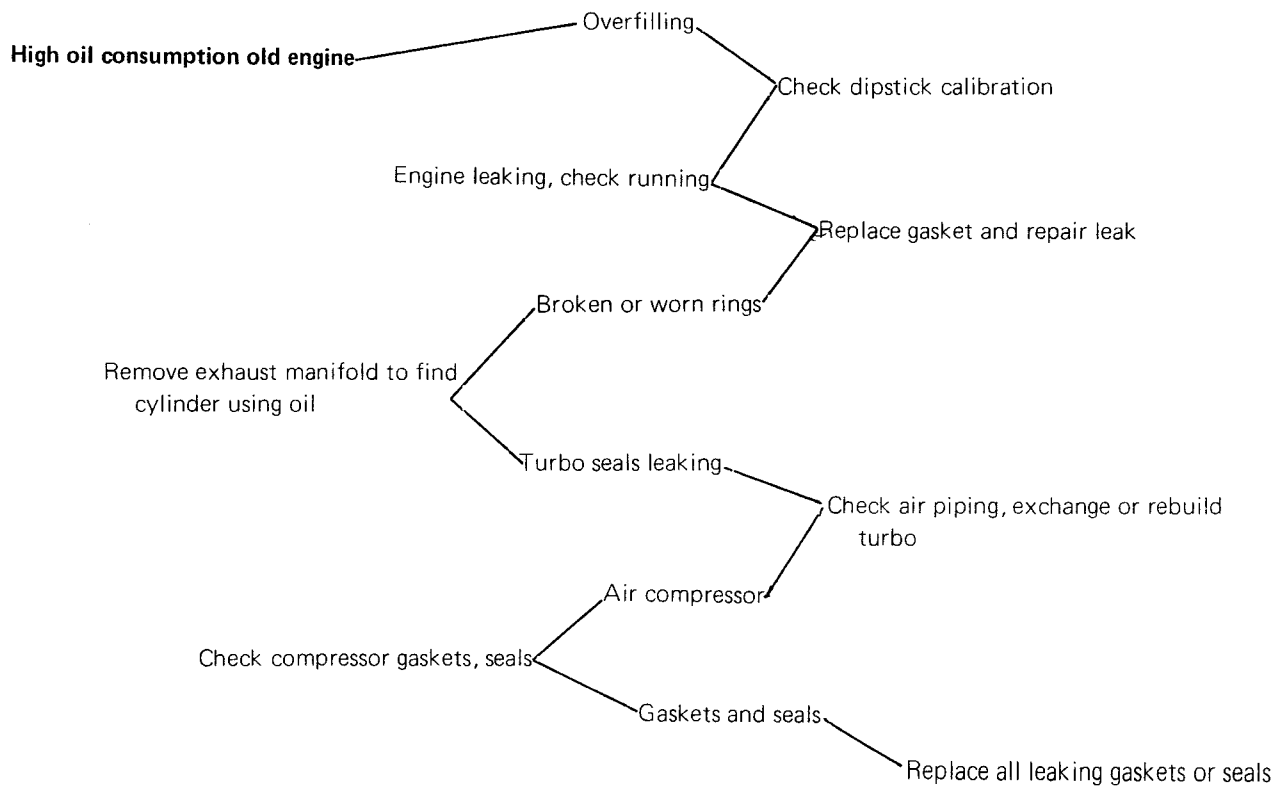 Overfilling
High oil consumption old engine
Check dipstick calibration
Engine leaking, check running
Replace gasket and repair leak
Broken or worn rings
Remove exhaust manifold to find
cylinder using oil
Turbo seals leaking
Check air piping, exchange or rebuild
turbo
Air compressor
Check compressor gaskets, seals
Gaskets and seals
Replace all leaking gaskets or seals